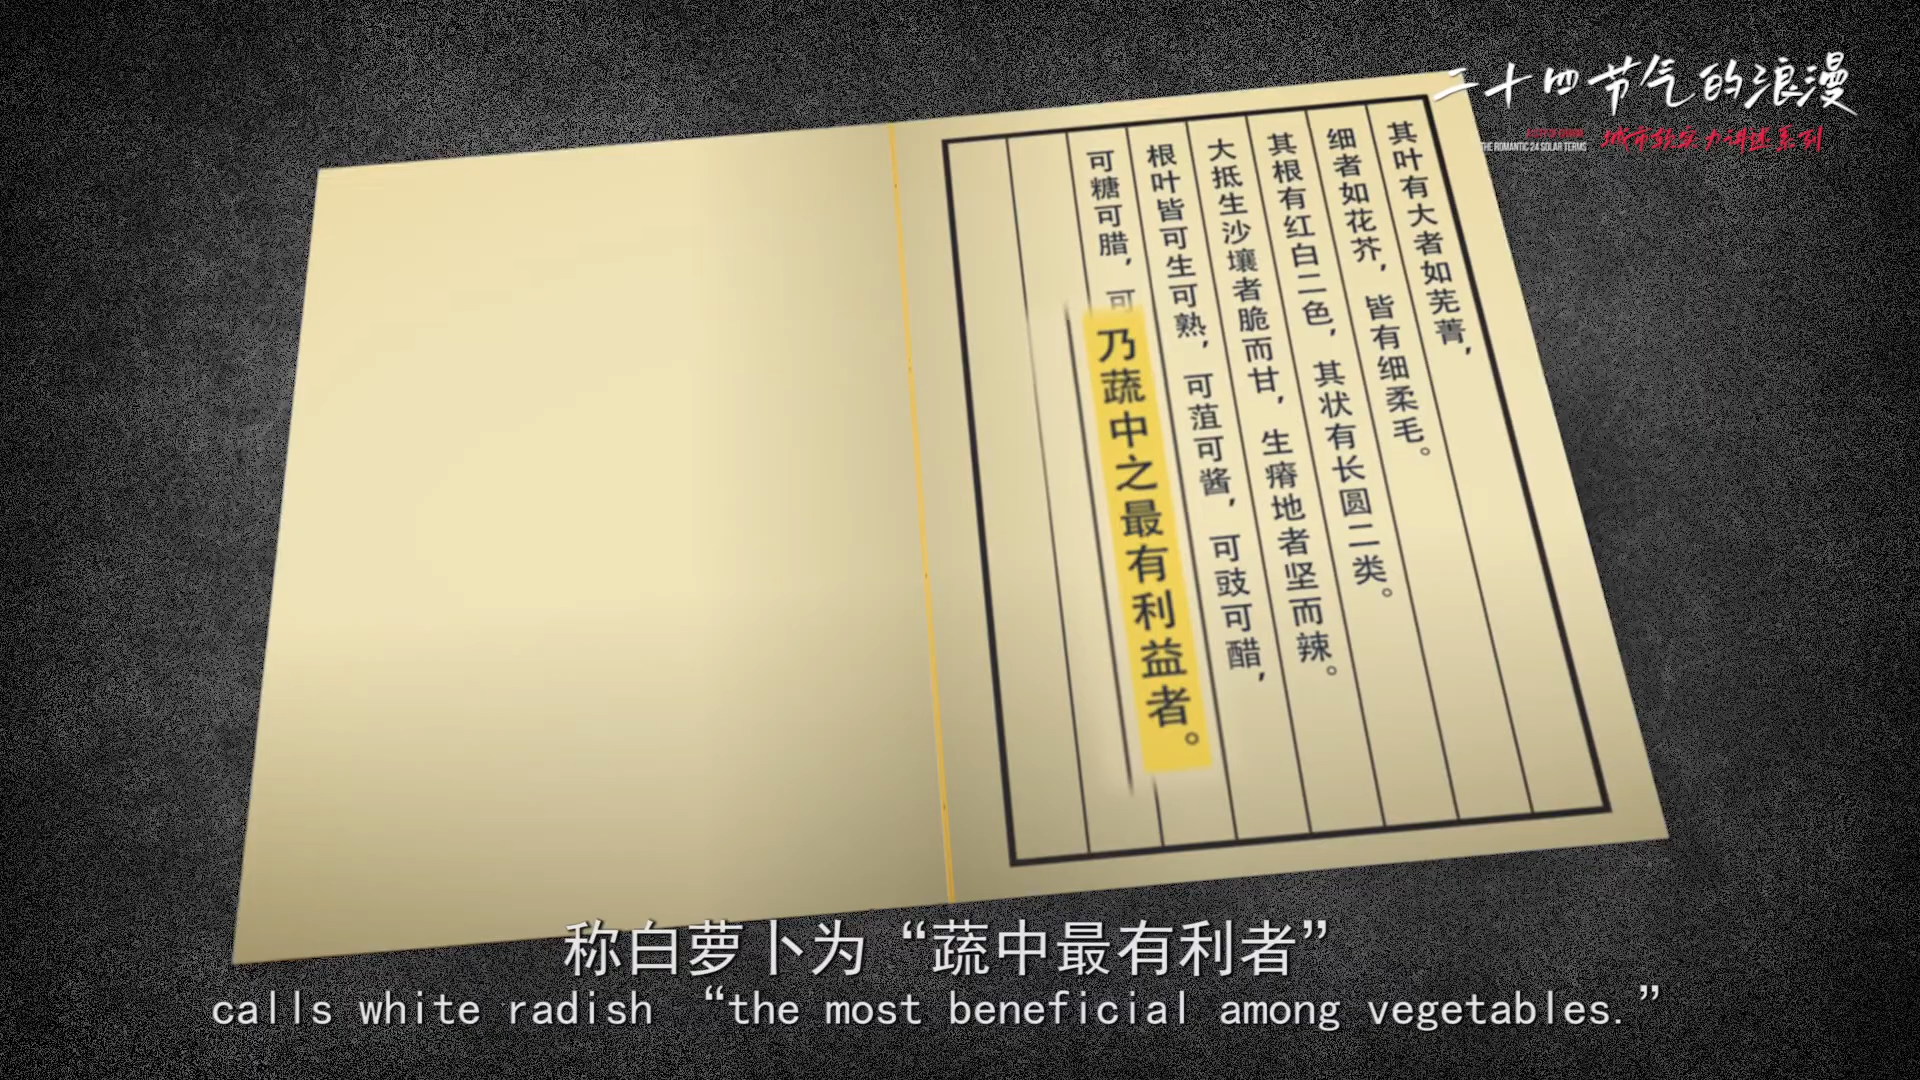 二十四节气的浪漫
THE ROMANTIC 24 SOLAR TERMS
其叶有大者如芜菁，
细者如花芥，皆有细柔毛。
其根有红白二色，其状有长圆二类。
大抵生沙壤者脆而甘，生瘠地者坚而辣。
根叶皆可生可熟，可菹可酱，可豉可醋，
可糖可腊，可
乃蔬中之最有利益者。
称白萝卜为“蔬中最有利者”
calls white radish “the most beneficial among vegetables.”